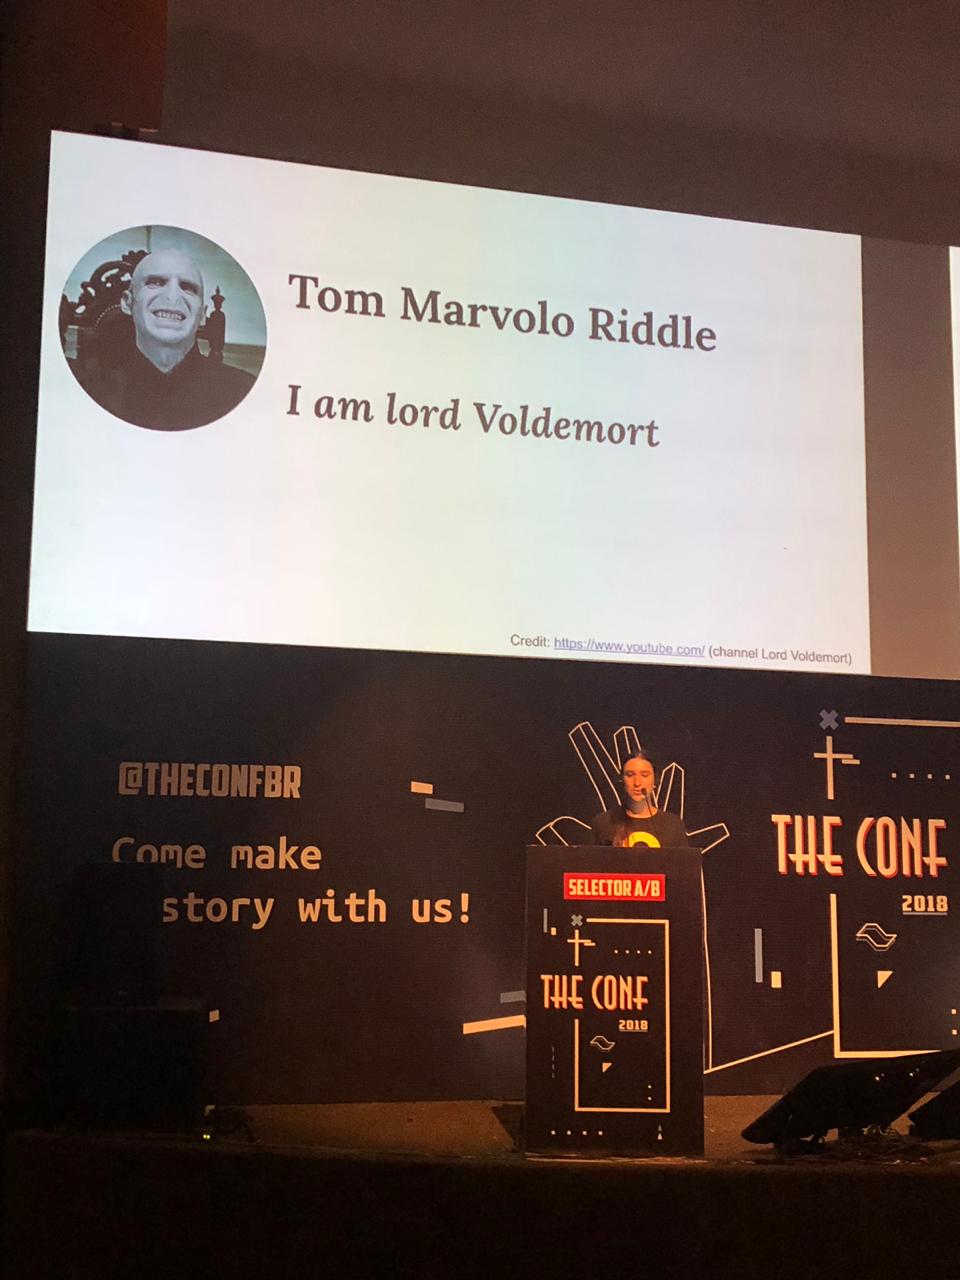 Tom Marvolo Riddle
I am lord Voldemort
Credit: https://www.youtube.com/ (channel Lord Voldemort)
@THECONFBR
Come make
story with us!
SELECTOR A/B
THE CONF
2018
THE CONF
2018